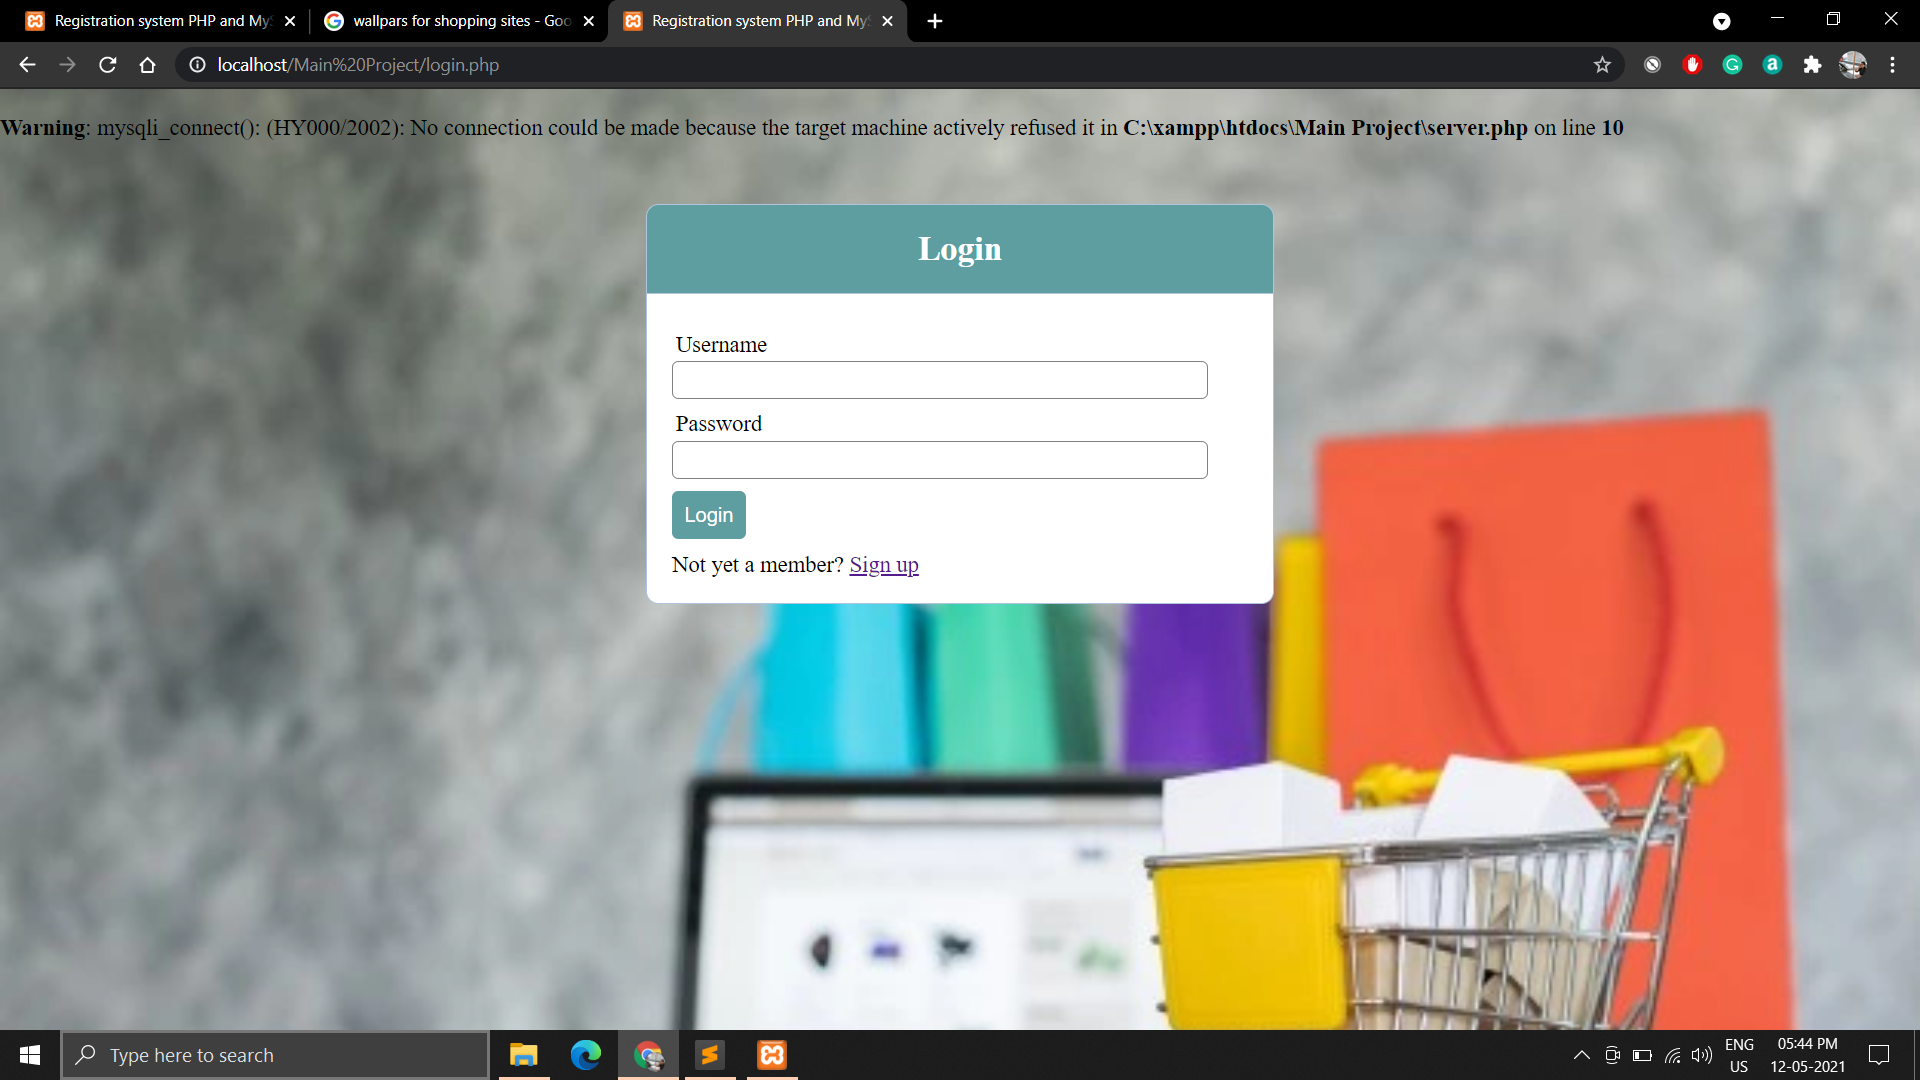 Registration system PHP and My
wallpars for shopping sites - Goo
Registration system PHP and My
localhost/Main%20Project/login.php
Warning: mysqli_connect(): (HY000/2002): No connection could be made because the target machine actively refused it in C:\xampp\htdocs\Main Project\server.php on line 10
Login
Username
Password
Login
Not yet a member? Sign up
Type here to search
ENG
US
05:44 PM
12-05-2021